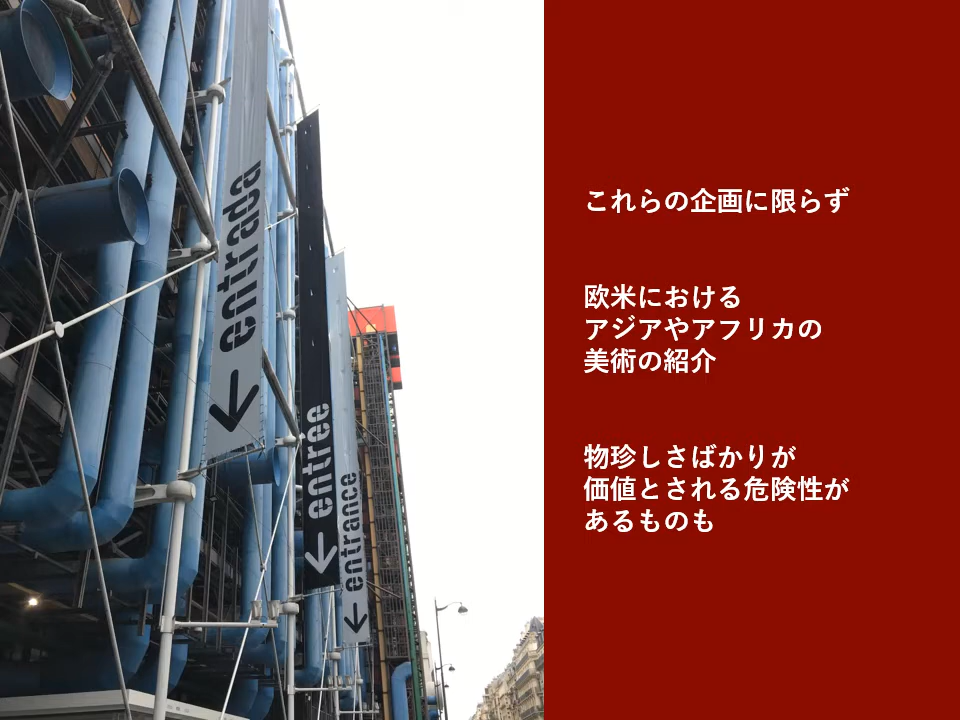 entrada
entrée
entrance
これらの企画に限らず
欧米における
アジアやアフリカの
美術の紹介
物珍しさばかりが
価値とされる危険性が
あるものも